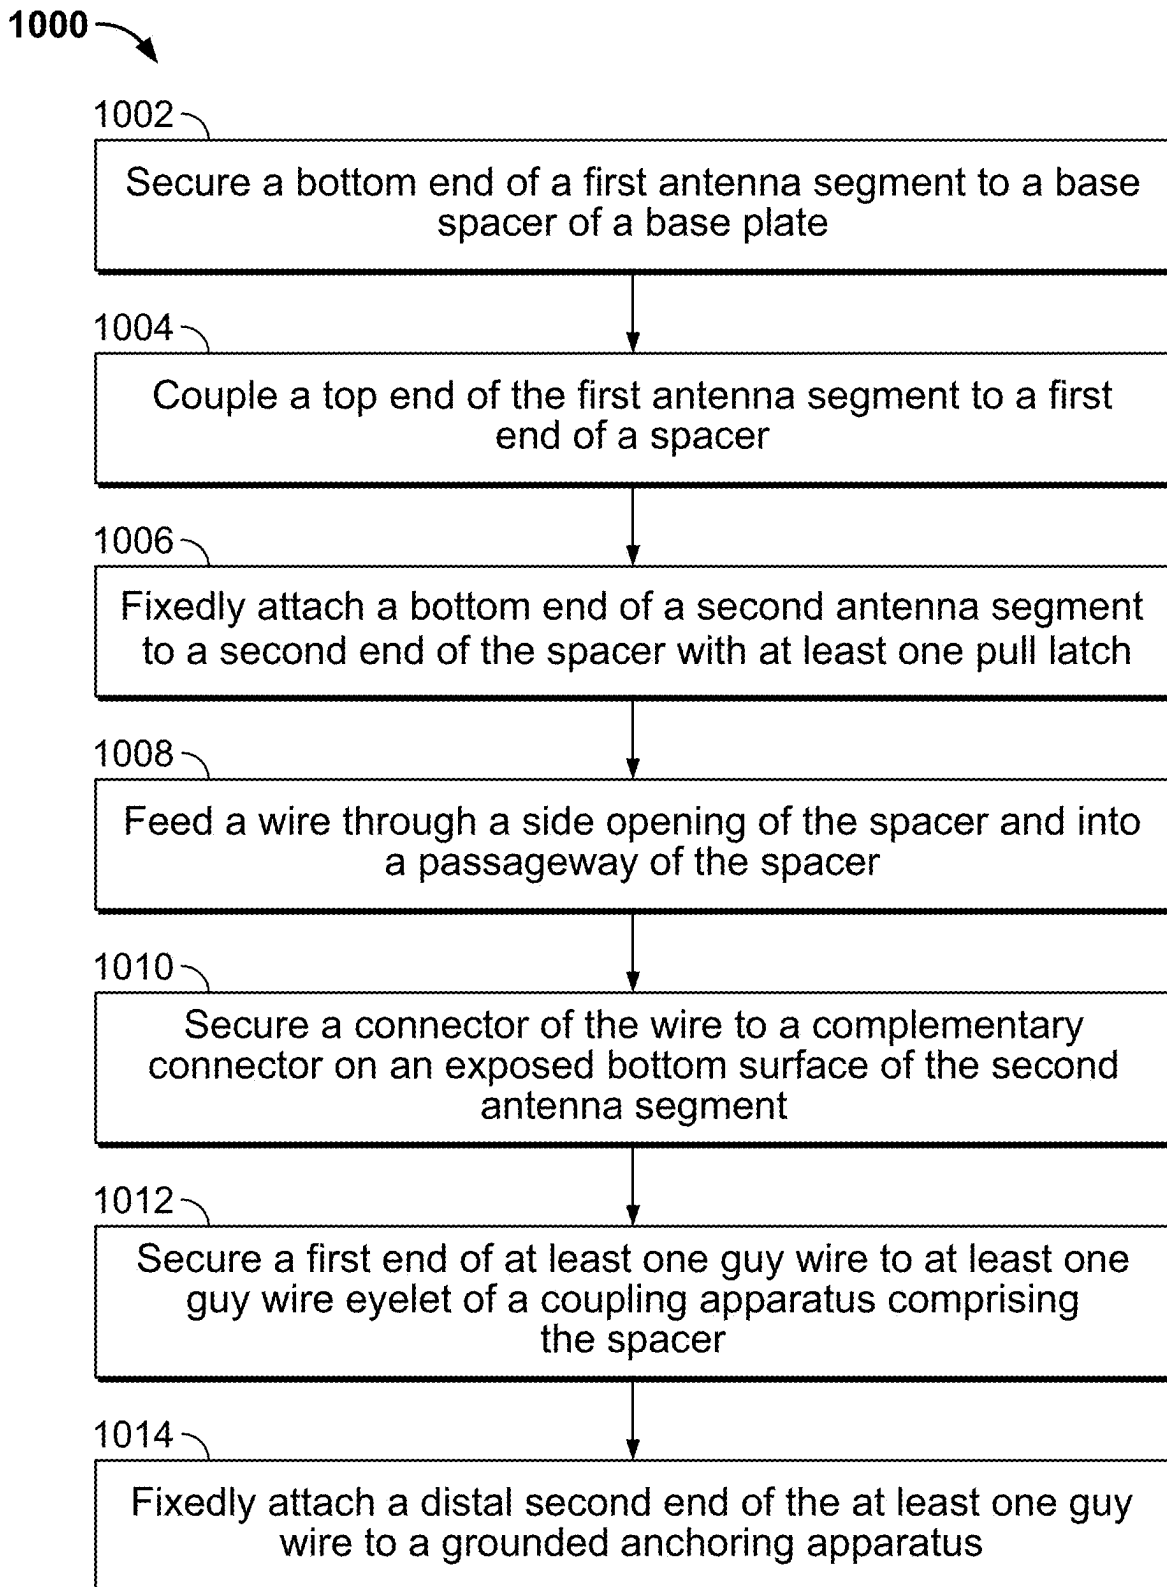 1000
1002
Secure a bottom end of a first antenna segment to a base
spacer of a base plate
1004
Couple a top end of the first antenna segment to a first
end of a spacer
1006
Fixedly attach a bottom end of a second antenna segment
to a second end of the spacer with at least one pull latch
1008
Feed a wire through a side opening of the spacer and into
a passageway of the spacer
1010
Secure a connector of the wire to a complementary
connector on an exposed bottom surface of the second
antenna segment
1012
Secure a first end of at least one guy wire to at least one
guy wire eyelet of a coupling apparatus comprising
the spacer
1014
Fixedly attach a distal second end of the at least one guy
wire to a grounded anchoring apparatus